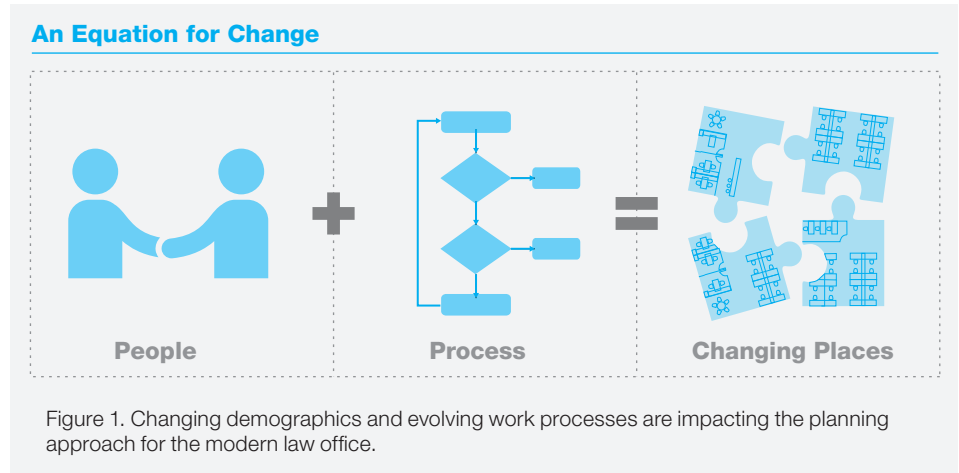 An Equation for Change
People
Process
Changing Places
Figure 1. Changing demographics and evolving work processes are impacting the planning
approach for the modern law office.